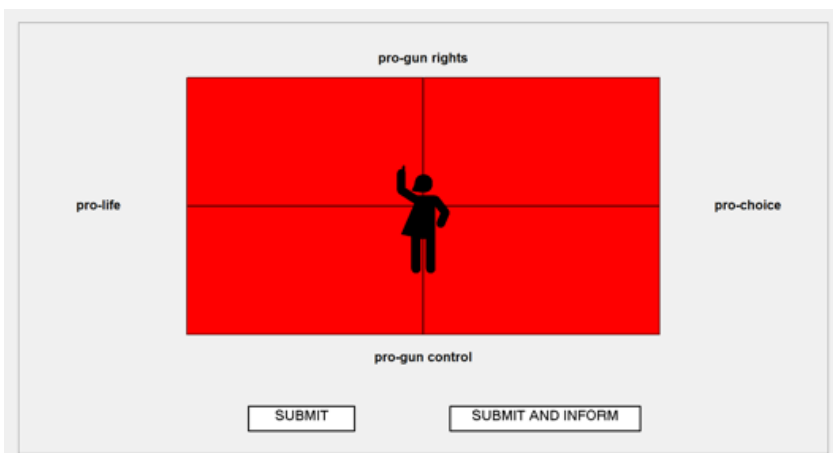 pro-gun rights
pro-life
pro-choice
pro-gun control
SUBMIT
SUBMIT AND INFORM